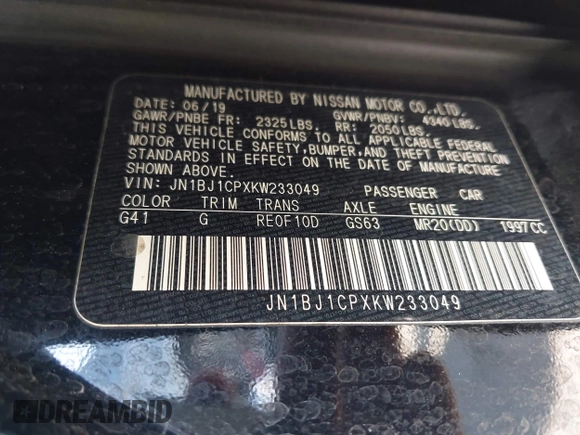 MANUFACTURED BY NISSAN MOTOR CO.,LTD.
DATE: 06/19 GVWR/PNBV: 4340LBS.
GAWR/PNBE FR: 2325LBS. RR: 2050LBS.
THIS VEHICLE CONFORMS TO ALL APPLICABLE FEDERAL
MOTOR VEHICLE SAFETY,BUMPER,AND THEFT PREVENTION
STANDARDS IN EFFECT ON THE DATE OF MANUFACTURE
SHOWN ABOVE.
VIN: JN1BJ1CPXKW233049 PASSENGER CAR
COLOR TRIM TRANS AXLE ENGINE
G41 G RE0F10D GS63 MR20(DD) 1997CC
JN1BJ1CPXKW233049
DREAMBID